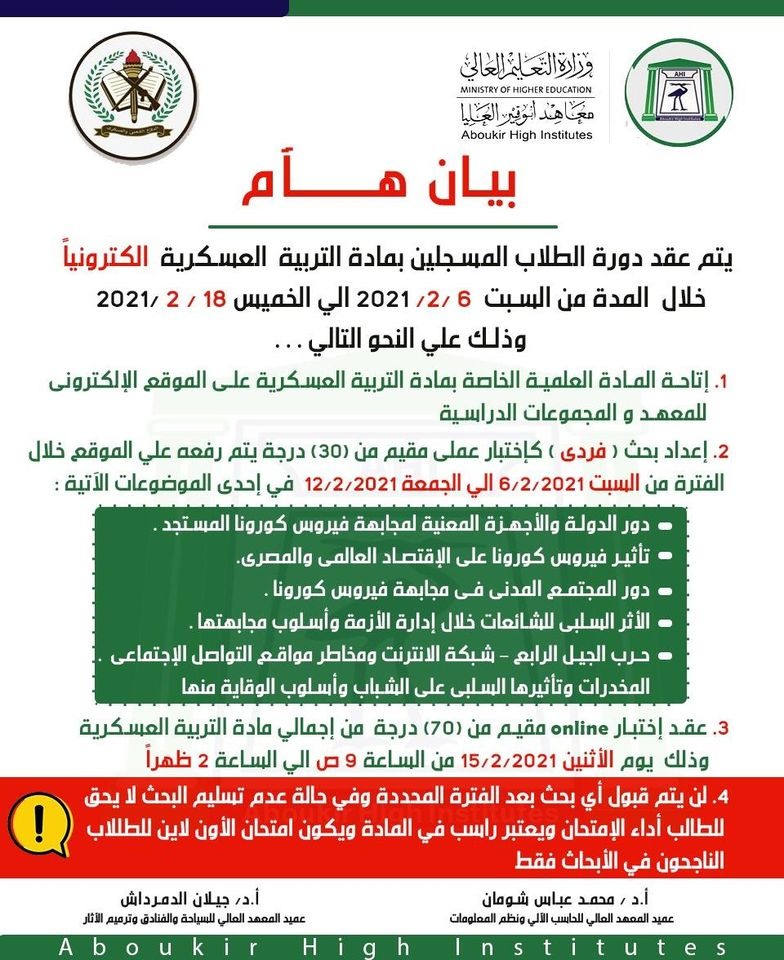 وزارة التعليم العالي
MINISTRY OF HIGHER EDUCATION
معاهد أبوقير العليا
Aboukir High Institutes
AHI
Aboukir High Institutes
بيـان هـــــام
يتم عقد دورة الطلاب المسجلين بمادة التربية العسكرية الكترونياً
خلال المدة من السبت 6 /2/ 2021 الي الخميس 18 / 2 /2021
وذلك علي النحو التالي ...
1. إتاحة المادة العلمية الخاصة بمادة التربية العسكرية على الموقع الإلكترونى
للمعهد و المجموعات الدراسية
2. إعداد بحث ( فردى ) كإختبار عملى مقيم من (30) درجة يتم رفعه علي الموقع خلال
الفترة من السبت 6/2/2021 الي الجمعة 12/2/2021 في إحدى الموضوعات الآتية :
- دور الدولة والأجهزة المعنية لمجابهة فيروس كورونا المستجد .
- تأثير فيروس كورونا على الإقتصاد العالمى والمصرى.
- دور المجتمع المدنى فى مجابهة فيروس كورونا .
- الأثر السلبى للشائعات خلال إدارة الأزمة وأسلوب مجابهتها .
- حرب الجيل الرابع – شبكة الانترنت ومخاطر مواقع التواصل الإجتماعى .
المخدرات وتأثيرها السلبى على الشباب وأسلوب الوقاية منها
3. عقد إختبار online مقيم من (70) درجة من إجمالي مادة التربية العسكرية
وذلك يوم الأثنين 15/2/2021 من الساعة 9 ص الي الساعة 2 ظهراً
4. لن يتم قبول أي بحث بعد الفترة المحددة وفي حالة عدم تسليم البحث لا يحق
للطالب أداء الإمتحان ويعتبر راسب في المادة ويكون امتحان الأون لاين للطللاب
الناجحون في الأبحاث فقط
أ.د / محمد عباس شومان
عميد المعهد العالي للحاسب الآلي ونظم المعلومات
أ.د/ جيلان الدمرداش
عميد المعهد العالي للسياحة والفنادق وترميم الآثار
Aboukir High Institutes